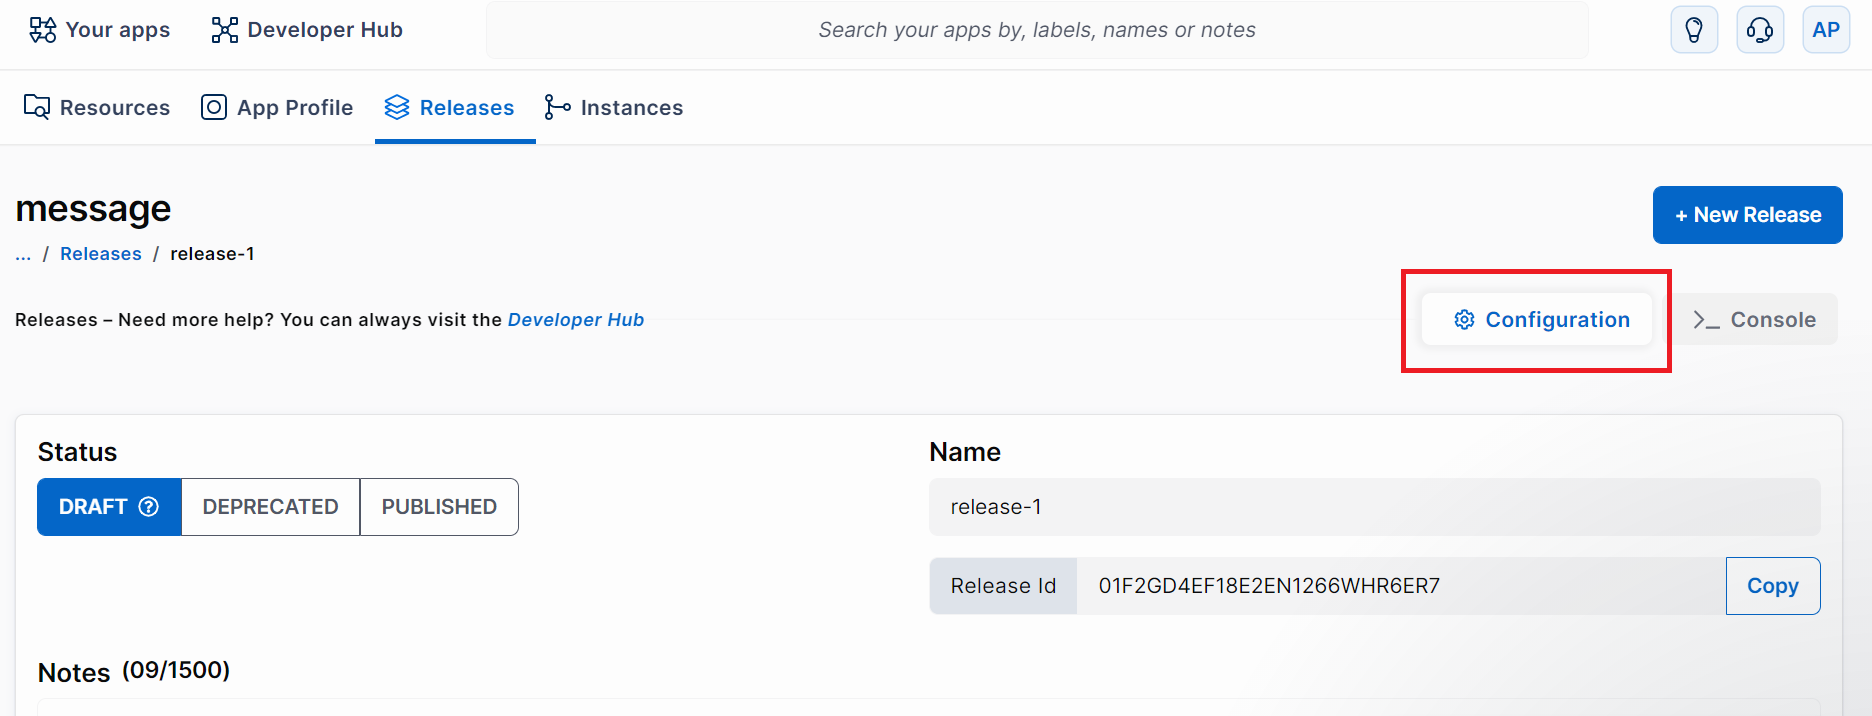 Your apps
Developer Hub
Search your apps by, labels, names or notes
AP
Resources
App Profile
Releases
Instances
message
+ New Release
... / Releases / release-1
Releases – Need more help? You can always visit the Developer Hub
Configuration
>_ Console
Status
Name
DRAFT ?
DEPRECATED
PUBLISHED
release-1
Release Id
01F2GD4EF18E2EN1266WHR6ER7
Copy
Notes (09/1500)